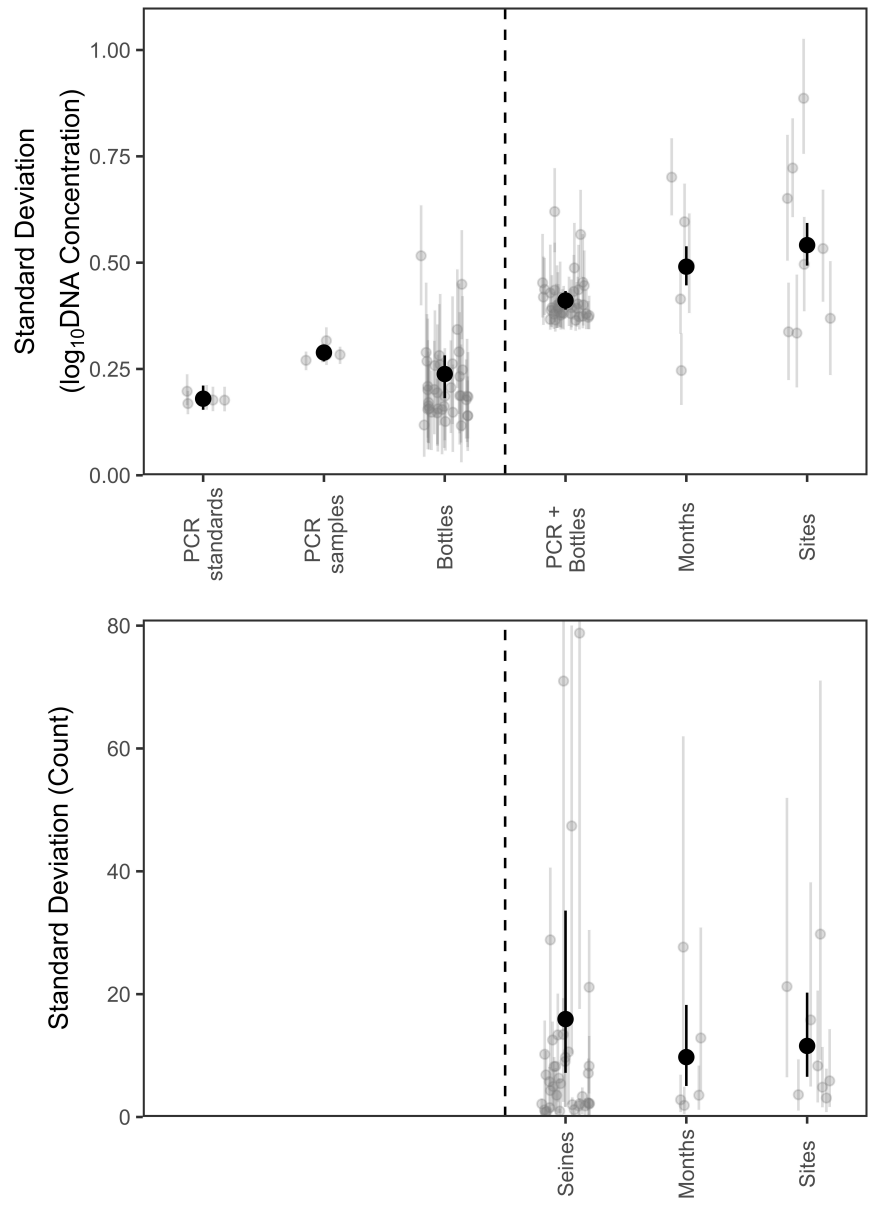 Standard Deviation
(log₁₀DNA Concentration)
1.00
0.75
0.50
0.25
0.00
PCR
standards
PCR
samples
Bottles
PCR +
Bottles
Months
Sites
Standard Deviation (Count)
80
60
40
20
0
Seines
Months
Sites